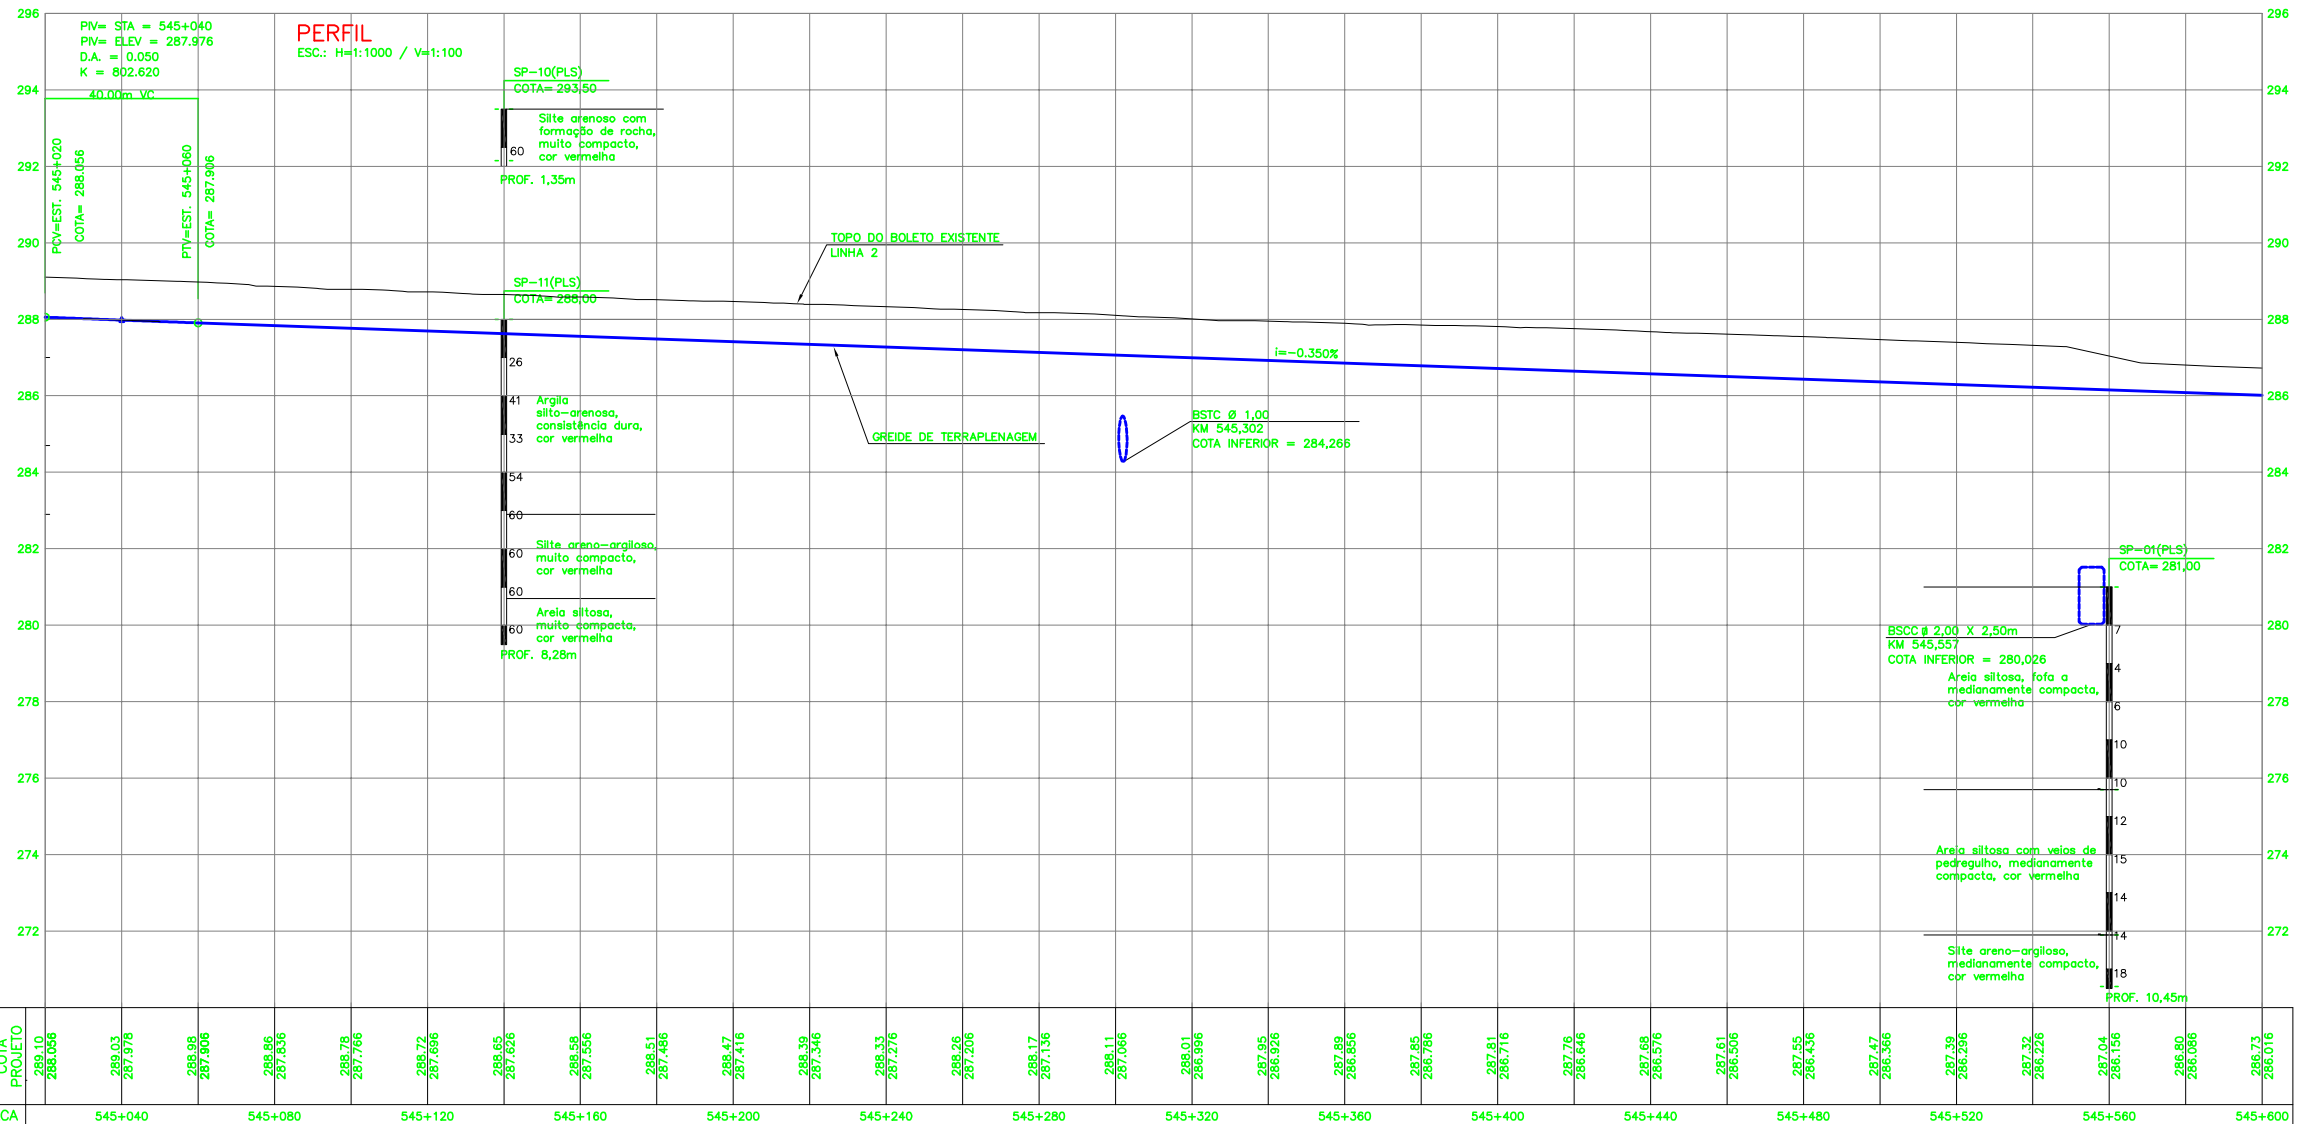 296
294
292
290
288
286
284
282
280
278
276
274
272
PIV= STA = 545+040
PIV= ELEV = 287.976
D.A. = 0.050
K = 802.620
40.00m VC
PCV=EST. 545+020
COTA= 288.056
PTV=EST. 545+060
COTA= 287.906
PERFIL
ESC.: H=1:1000 / V=1:100
SP-10(PLS)
COTA= 293,50
Silte arenoso com
formação de rocha,
muito compacto,
cor vermelha
60
PROF. 1,35m
TOPO DO BOLETO EXISTENTE
LINHA 2
SP-11(PLS)
COTA= 288,00
26
41
33
54
60
60
60
60
Argila
silto-arenosa,
consistência dura,
cor vermelha
Silte areno-argiloso,
muito compacto,
cor vermelha
Areia siltosa,
muito compacta,
cor vermelha
PROF. 8,28m
GREIDE DE TERRAPLENAGEM
i=-0.350%
BSTC Ø 1,00
KM 545,302
COTA INFERIOR = 284,266
SP-01(PLS)
COTA= 281,00
BSCC Ø 2,00 X 2,50m
KM 545,557
COTA INFERIOR = 280,026
Areia siltosa, fofa a
medianamente compacta,
cor vermelha
Areia siltosa com veios de
pedregulho, medianamente
compacta, cor vermelha
Silte areno-argiloso,
medianamente compacto,
cor vermelha
7
4
6
10
10
12
15
14
14
18
PROF. 10,45m
296
294
292
290
288
286
284
282
280
278
276
274
272
COTA
PROJETO
289.10
288.056
289.03
287.978
288.98
287.906
288.86
287.836
288.78
287.766
288.72
287.696
288.65
287.626
288.58
287.556
288.51
287.486
288.47
287.416
288.39
287.346
288.33
287.276
288.26
287.206
288.17
287.136
288.11
287.066
288.01
286.996
287.95
286.926
287.89
286.856
287.85
286.786
287.81
286.716
287.76
286.646
287.68
286.576
287.61
286.506
287.55
286.436
287.47
286.366
287.39
286.296
287.32
286.226
287.04
286.156
286.80
286.086
286.73
286.016
CA
545+040
545+080
545+120
545+160
545+200
545+240
545+280
545+320
545+360
545+400
545+440
545+480
545+520
545+560
545+600